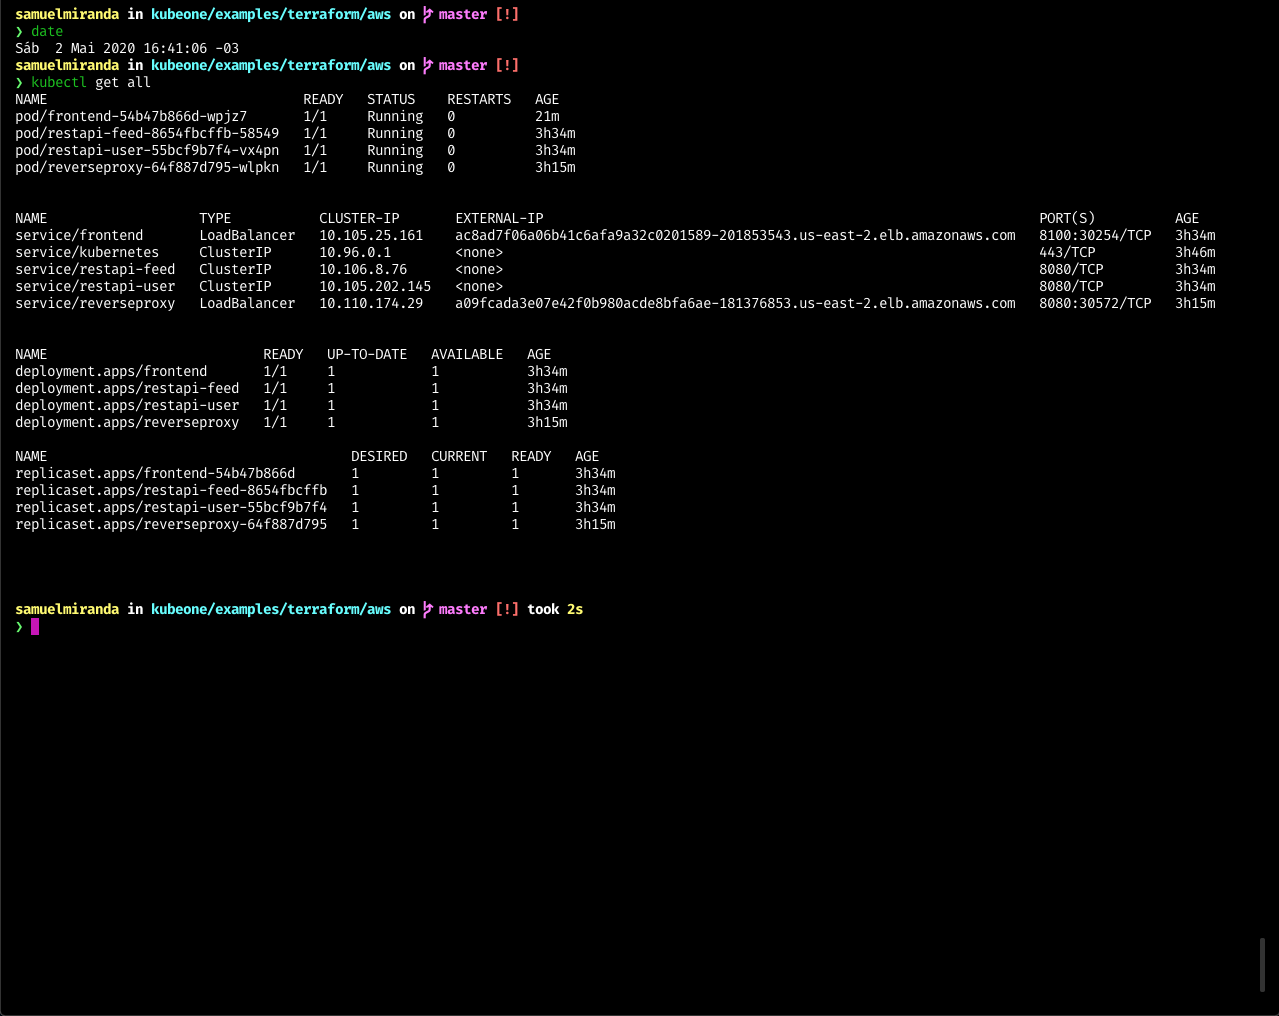 samuelmiranda in kubeone/examples/terraform/aws on master [!]
❯ date
Sáb  2 Mai 2020 16:41:06 -03
samuelmiranda in kubeone/examples/terraform/aws on master [!]
❯ kubectl get all
NAME                                READY   STATUS    RESTARTS   AGE
pod/frontend-54b47b866d-wpjz7       1/1     Running   0          21m
pod/restapi-feed-8654fbcffb-58549   1/1     Running   0          3h34m
pod/restapi-user-55bcf9b7f4-vx4pn   1/1     Running   0          3h34m
pod/reverseproxy-64f887d795-wlpkn   1/1     Running   0          3h15m
NAME                   TYPE           CLUSTER-IP       EXTERNAL-IP                                                              PORT(S)          AGE
service/frontend       LoadBalancer   10.105.25.161    ac8ad7f06a06b41c6afa9a32c0201589-201853543.us-east-2.elb.amazonaws.com   8100:30254/TCP   3h34m
service/kubernetes     ClusterIP      10.96.0.1        <none>                                                                   443/TCP          3h46m
service/restapi-feed   ClusterIP      10.106.8.76      <none>                                                                   8080/TCP         3h34m
service/restapi-user   ClusterIP      10.105.202.145   <none>                                                                   8080/TCP         3h34m
service/reverseproxy   LoadBalancer   10.110.174.29    a09fcada3e07e42f0b980acde8bfa6ae-181376853.us-east-2.elb.amazonaws.com   8080:30572/TCP   3h15m
NAME                           READY   UP-TO-DATE   AVAILABLE   AGE
deployment.apps/frontend       1/1     1            1           3h34m
deployment.apps/restapi-feed   1/1     1            1           3h34m
deployment.apps/restapi-user   1/1     1            1           3h34m
deployment.apps/reverseproxy   1/1     1            1           3h15m
NAME                                      DESIRED   CURRENT   READY   AGE
replicaset.apps/frontend-54b47b866d       1         1         1       3h34m
replicaset.apps/restapi-feed-8654fbcffb   1         1         1       3h34m
replicaset.apps/restapi-user-55bcf9b7f4   1         1         1       3h34m
replicaset.apps/reverseproxy-64f887d795   1         1         1       3h15m
samuelmiranda in kubeone/examples/terraform/aws on master [!] took 2s
❯